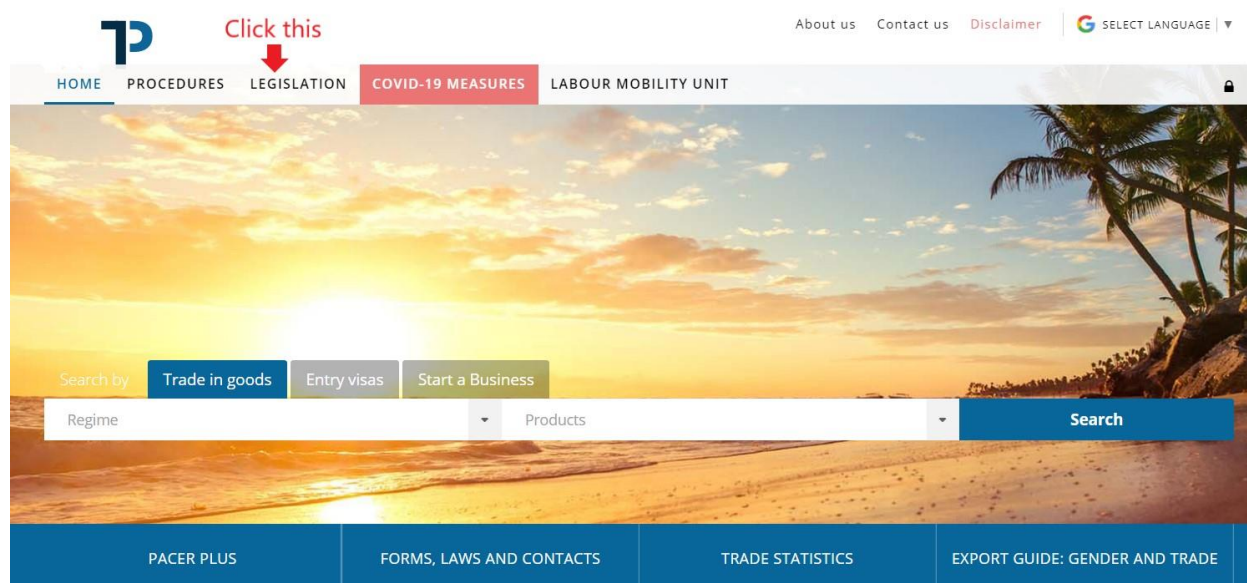 TP
Click this
About us Contact us Disclaimer G SELECT LANGUAGE ▼
HOME PROCEDURES LEGISLATION COVID-19 MEASURES LABOUR MOBILITY UNIT
Search by Trade in goods Entry visas Start a Business
Regime Products Search
PACER PLUS FORMS, LAWS AND CONTACTS TRADE STATISTICS EXPORT GUIDE: GENDER AND TRADE